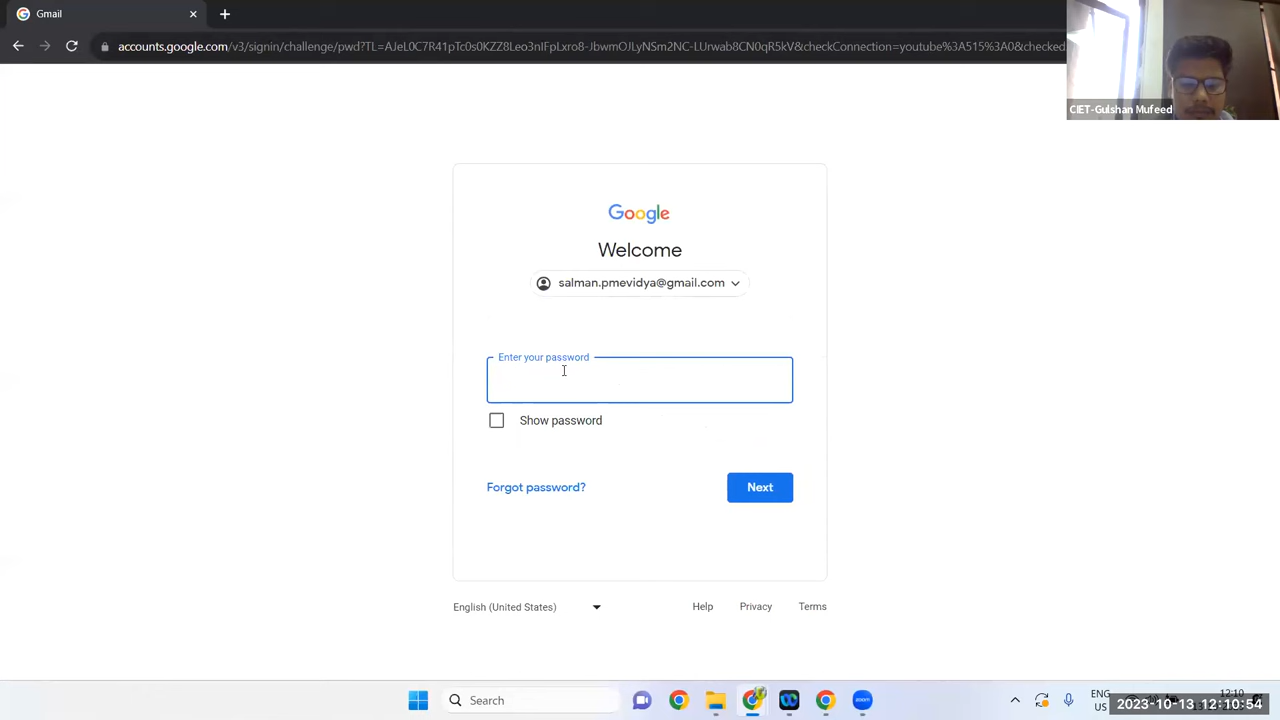 Gmail
accounts.google.com/v3/signin/challenge/pwd?TL=AJeL0C7R41pTc0s0KZZ8Leo3nIFpLxro8-JbwmOJLyNSm2NC-LUrwab8CN0qR5kV&checkConnection=youtube%3A515%3A0&checked
CIET-Gulshan Mufeed
Google
Welcome
salman.pmevidya@gmail.com
Enter your password
Show password
Forgot password?
Next
English (United States)
Help Privacy Terms
Search
zoom
ENG
US
12:10
2023-10-13 12:10:54